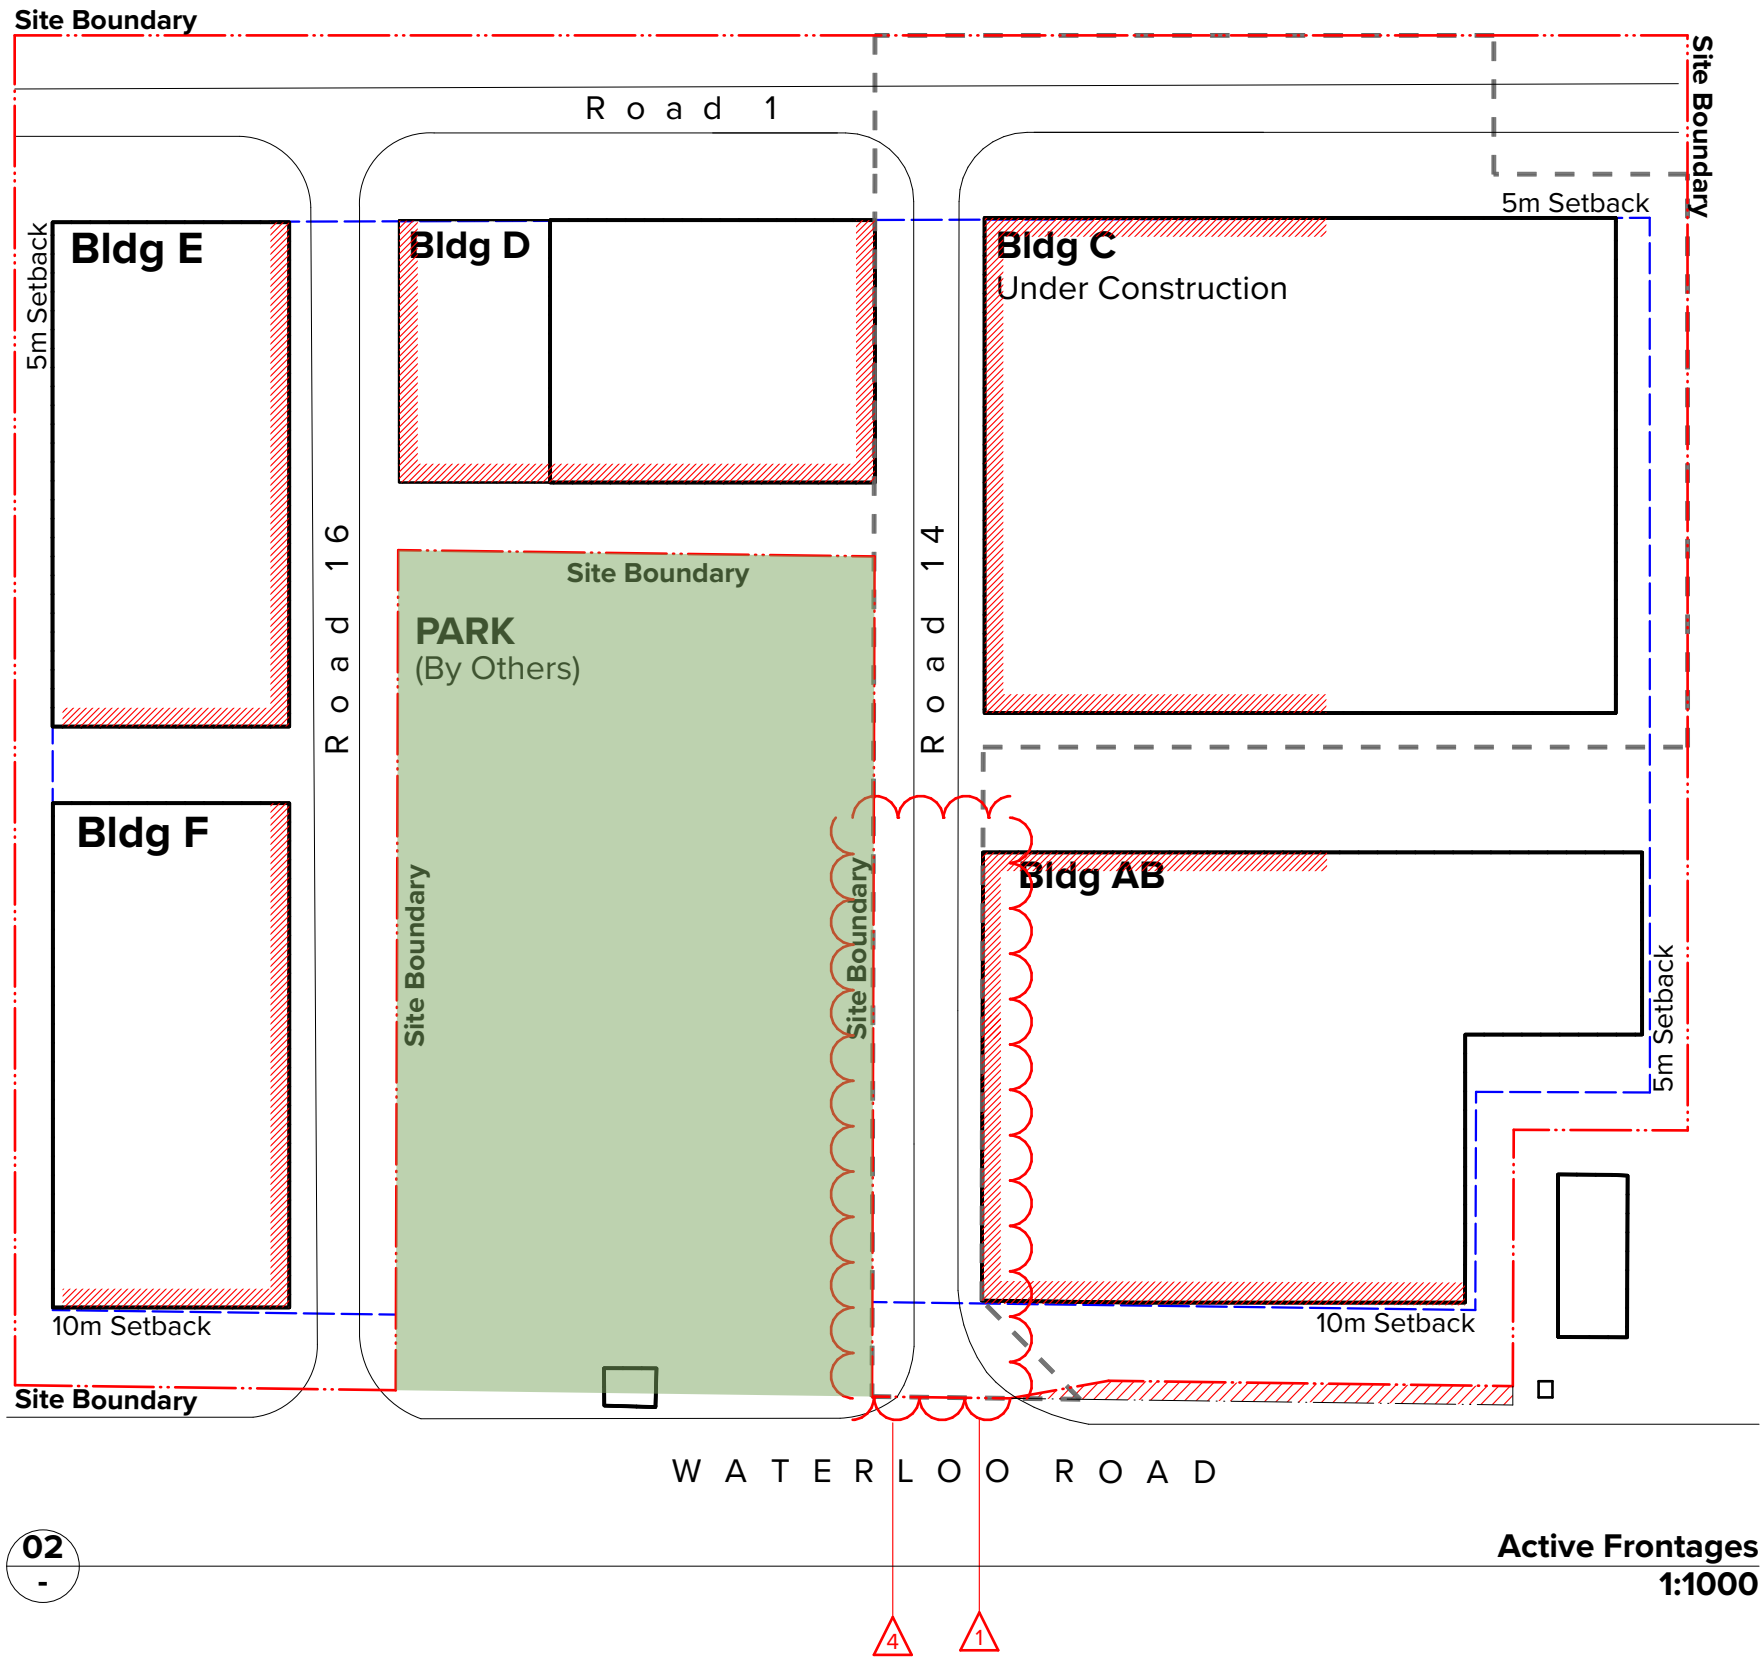 Site Boundary
Site Boundary
Road 1
5m Setback
5m Setback
Bldg E
Bldg D
Bldg C
Under Construction
Road 16
Road 14
Site Boundary
PARK
(By Others)
Bldg F
Bldg AB
Site Boundary
Site Boundary
5m Setback
10m Setback
10m Setback
Site Boundary
WATERLOO ROAD
02
-
Active Frontages
1:1000
4
1